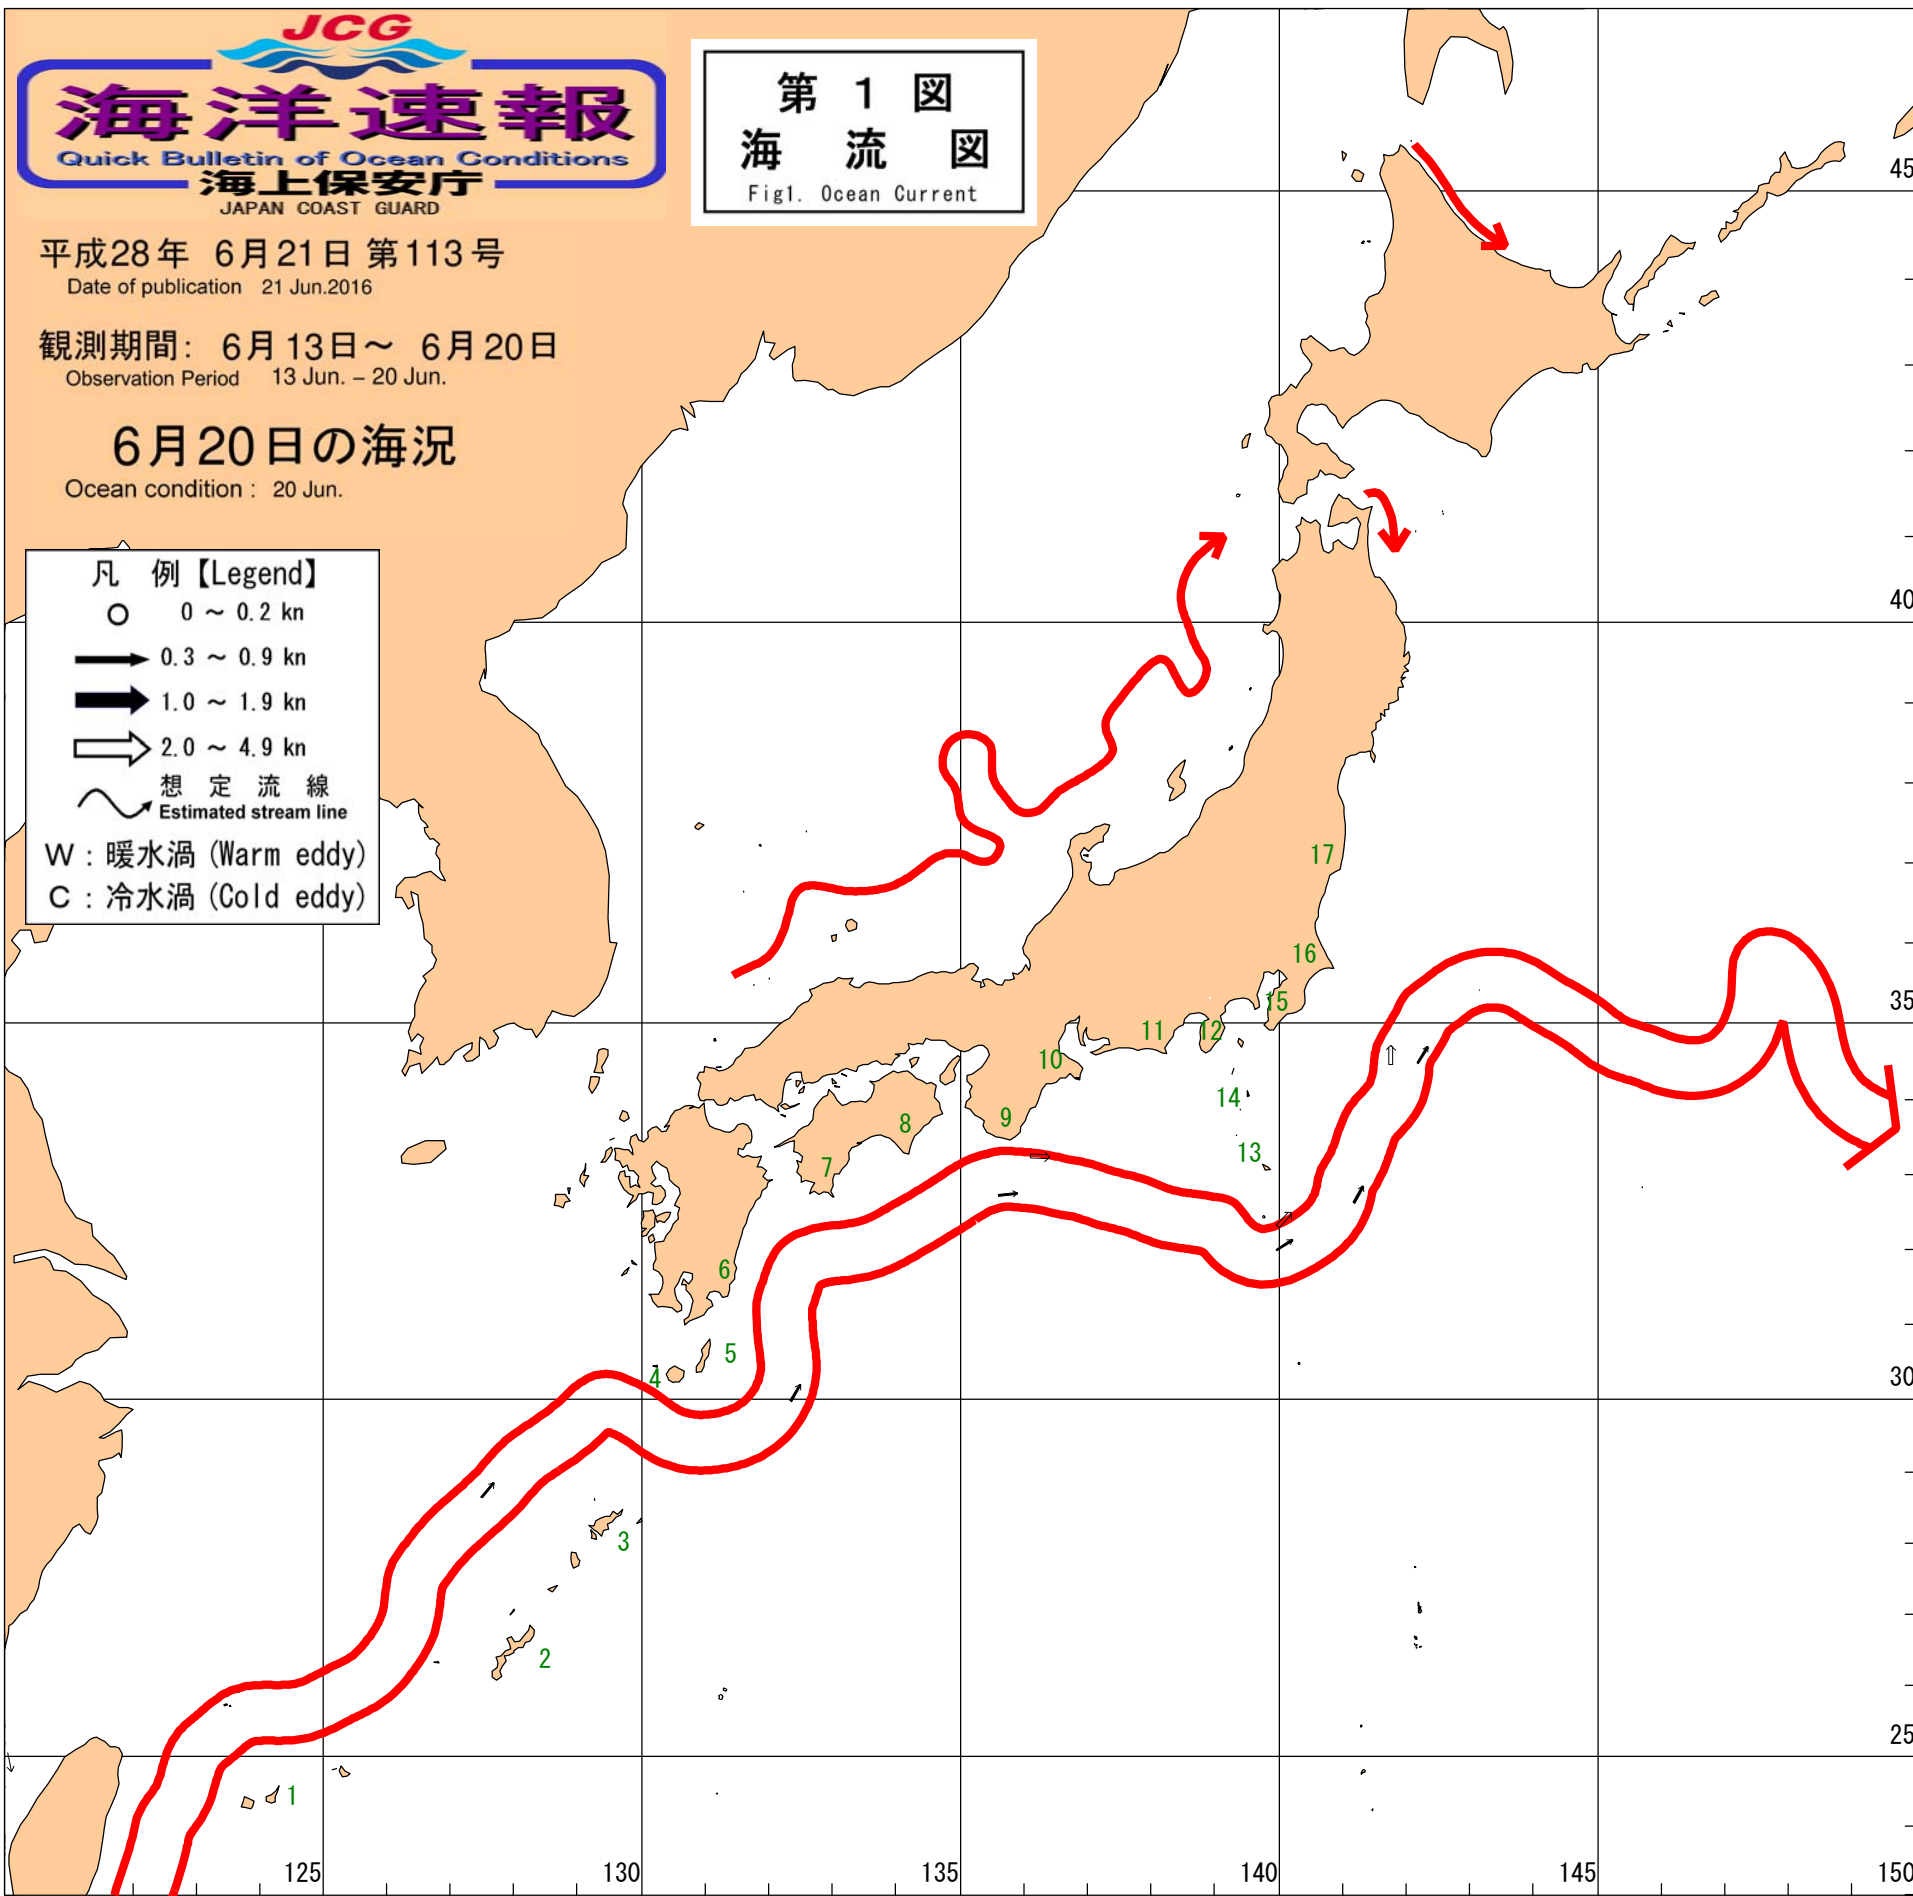 JCG
海洋速報
Quick Bulletin of Ocean Conditions
海上保安庁
JAPAN COAST GUARD
第 1 図
海 流 図
Fig1. Ocean Current
平成28年 6月21日 第113号
Date of publication 21 Jun.2016
観測期間: 6月13日～ 6月20日
Observation Period 13 Jun. – 20 Jun.
6月20日の海況
Ocean condition : 20 Jun.
凡 例【Legend】
0 ～ 0.2 kn
0.3 ～ 0.9 kn
1.0 ～ 1.9 kn
2.0 ～ 4.9 kn
想 定 流 線
Estimated stream line
W : 暖水渦 (Warm eddy)
C : 冷水渦 (Cold eddy)
45
40
17
16
35
15
12
11
10
14
9
8
13
7
6
5
4
30
3
2
25
1
125
130
135
140
145
150